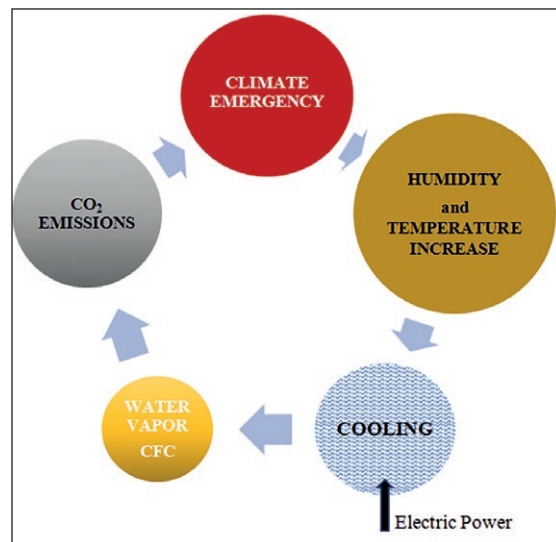 CLIMATE
EMERGENCY
HUMIDITY
and
TEMPERATURE
INCREASE
COOLING
Electric Power
WATER
VAPOR
CFC
CO₂
EMISSIONS